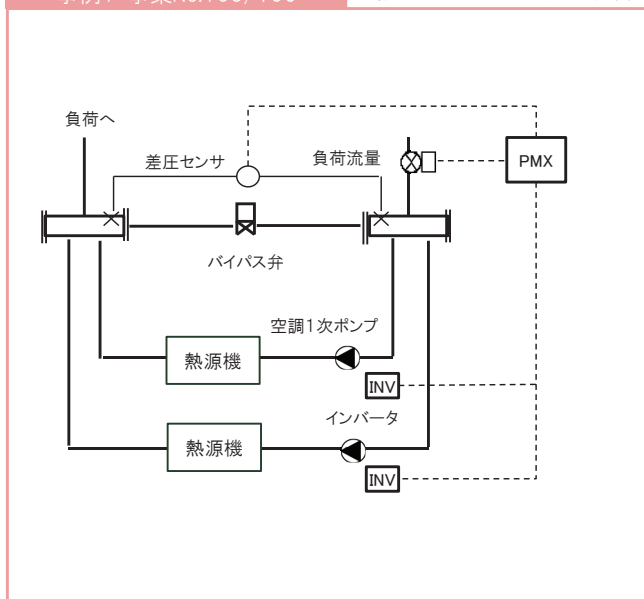 負荷へ
差圧センサ
負荷流量
PMX
バイパス弁
空調1次ポンプ
熱源機
INV
インバータ
熱源機
INV